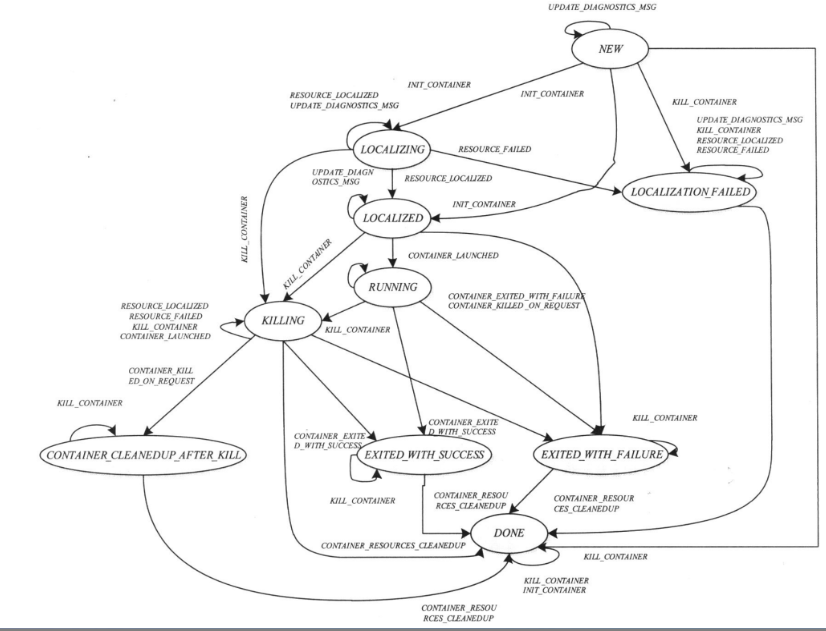 UPDATE_DIAGNOSTICS_MSG
NEW
INIT_CONTAINER
INIT_CONTAINER
KILL_CONTAINER
RESOURCE_LOCALIZED
UPDATE_DIAGNOSTICS_MSG
UPDATE_DIAGNOSTICS_MSG
KILL_CONTAINER
RESOURCE_LOCALIZED
RESOURCE_FAILED
LOCALIZING
RESOURCE_FAILED
UPDATE_DIAGN
OSTICS_MSG
RESOURCE_LOCALIZED
LOCALIZATION_FAILED
INIT_CONTAINER
LOCALIZED
KILL_CONTAINER
KILL_CONTAINER
CONTAINER_LAUNCHED
RUNNING
CONTAINER_EXITED_WITH_FAILURE
CONTAINER_KILLED_ON_REQUEST
RESOURCE_LOCALIZED
RESOURCE_FAILED
KILL_CONTAINER
CONTAINER_LAUNCHED
KILLING
KILL_CONTAINER
CONTAINER_KILL
ED_ON_REQUEST
KILL_CONTAINER
KILL_CONTAINER
CONTAINER_EXITE
D_WITH_SUCCESS
CONTAINER_EXITE
D_WITH_SUCCESS
CONTAINER_CLEANEDUP_AFTER_KILL
EXITED_WITH_SUCCESS
EXITED_WITH_FAILURE
KILL_CONTAINER
CONTAINER_RESOU
RCES_CLEANEDUP
CONTAINER_RESOUR
CES_CLEANEDUP
DONE
CONTAINER_RESOURCES_CLEANEDUP
KILL_CONTAINER
KILL_CONTAINER
INIT_CONTAINER
CONTAINER_RESOU
RCES_CLEANEDUP